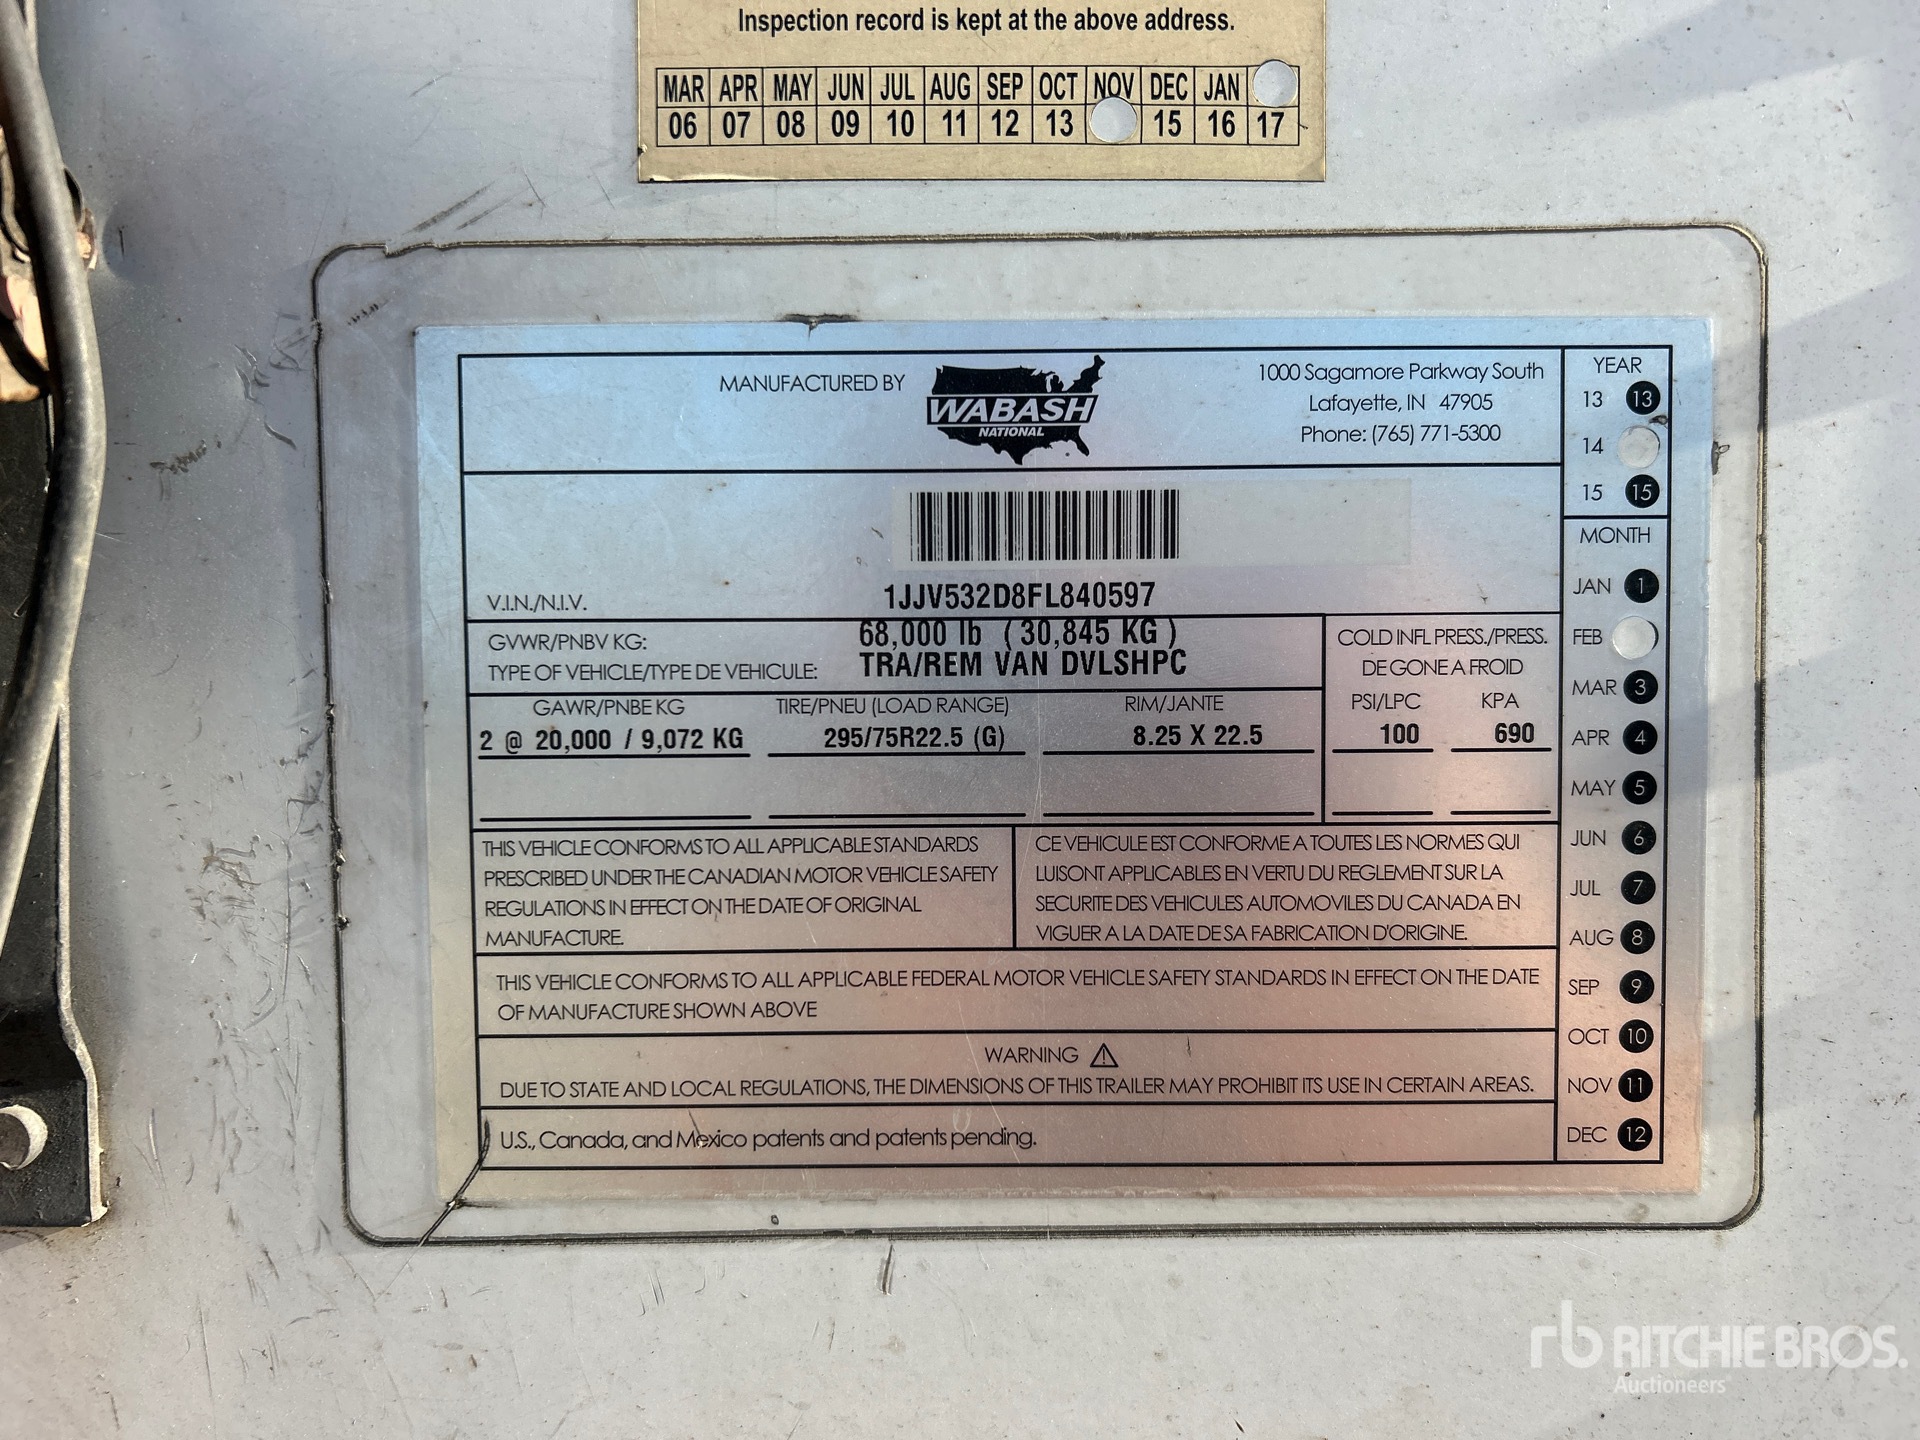 Inspection record is kept at the above address.
MAR APR MAY JUN JUL AUG SEP OCT NOV DEC JAN
06 07 08 09 10 11 12 13 15 16 17
MANUFACTURED BY
WABASH
NATIONAL
1000 Sagamore Parkway South
Lafayette, IN 47905
Phone: (765) 771-5300
V.I.N./N.I.V.
1JJV532D8FL840597
GVWR/PNBV KG:
68,000 lb (30,845 KG)
TYPE OF VEHICLE/TYPE DE VEHICULE:
TRA/REM VAN DVLSHPC
COLD INFL PRESS./PRESS.
DE GONE A FROID
GAWR/PNBE KG
TIRE/PNEU (LOAD RANGE)
RIM/JANTE
PSI/LPC
KPA
2 @ 20,000 / 9,072 KG
295/75R22.5 (G)
8.25 X 22.5
100
690
THIS VEHICLE CONFORMS TO ALL APPLICABLE STANDARDS
PRESCRIBED UNDER THE CANADIAN MOTOR VEHICLE SAFETY
REGULATIONS IN EFFECT ON THE DATE OF ORIGINAL
MANUFACTURE.
CE VEHICULE EST CONFORME A TOUTES LES NORMES QUI
LUISONT APPLICABLES EN VERTU DU REGLEMENT SUR LA
SECURITE DES VEHICULES AUTOMOVILES DU CANADA EN
VIGUER A LA DATE DE SA FABRICATION D'ORIGINE.
THIS VEHICLE CONFORMS TO ALL APPLICABLE FEDERAL MOTOR VEHICLE SAFETY STANDARDS IN EFFECT ON THE DATE
OF MANUFACTURE SHOWN ABOVE
WARNING
DUE TO STATE AND LOCAL REGULATIONS, THE DIMENSIONS OF THIS TRAILER MAY PROHIBIT ITS USE IN CERTAIN AREAS.
U.S., Canada, and Mexico patents and patents pending.
YEAR
13 13
14
15 15
MONTH
JAN 1
FEB
MAR 3
APR 4
MAY 5
JUN 6
JUL 7
AUG 8
SEP 9
OCT 10
NOV 11
DEC 12
rb RITCHIE BROS.
Auctioneers